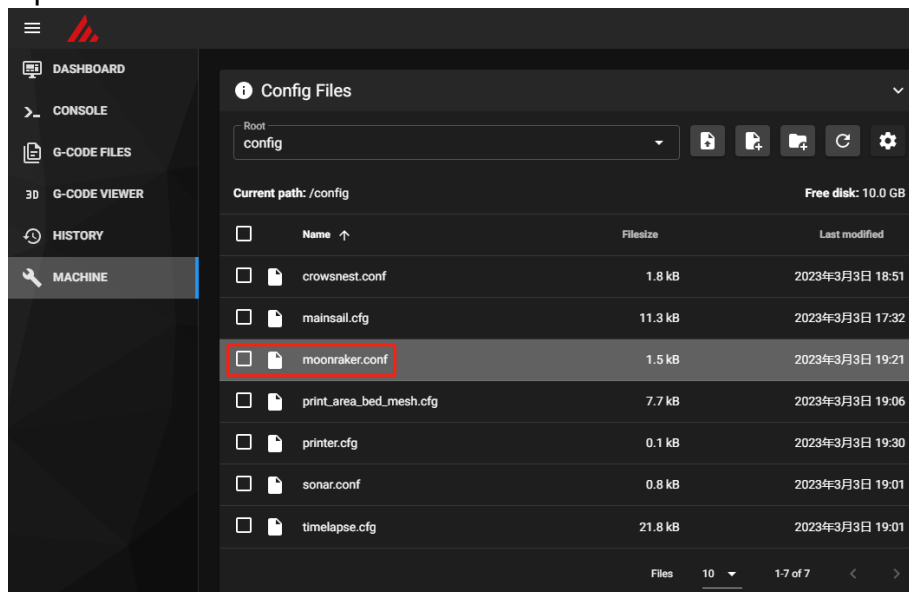 DASHBOARD
CONSOLE
G-CODE FILES
3D G-CODE VIEWER
HISTORY
MACHINE
Config Files
Root
config
Current path: /config Free disk: 10.0 GB
Name ↑ Filesize Last modified
crowsnest.conf 1.8 kB 2023年3月3日 18:51
mainsail.cfg 11.3 kB 2023年3月3日 17:32
moonraker.conf 1.5 kB 2023年3月3日 19:21
print_area_bed_mesh.cfg 7.7 kB 2023年3月3日 19:06
printer.cfg 0.1 kB 2023年3月3日 19:30
sonar.conf 0.8 kB 2023年3月3日 19:01
timelapse.cfg 21.8 kB 2023年3月3日 19:01
Files 10 1-7 of 7